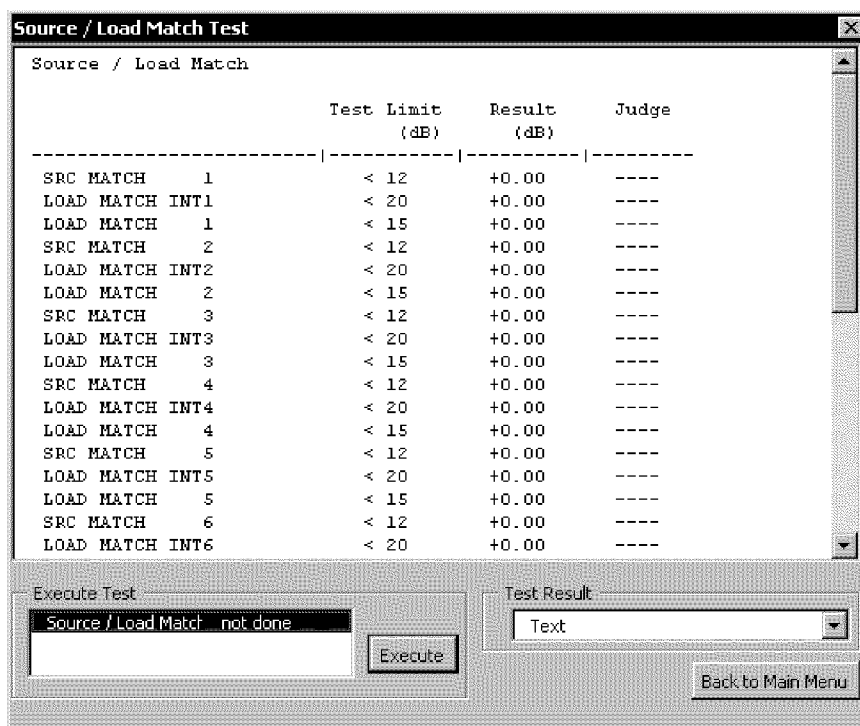 Source / Load Match Test
Source / Load Match
Test Limit Result Judge
(dB) (dB)
-------------------------|-----------|----------|---------
SRC MATCH 1 < 12 +0.00 ----
LOAD MATCH INT1 < 20 +0.00 ----
LOAD MATCH 1 < 15 +0.00 ----
SRC MATCH 2 < 12 +0.00 ----
LOAD MATCH INT2 < 20 +0.00 ----
LOAD MATCH 2 < 15 +0.00 ----
SRC MATCH 3 < 12 +0.00 ----
LOAD MATCH INT3 < 20 +0.00 ----
LOAD MATCH 3 < 15 +0.00 ----
SRC MATCH 4 < 12 +0.00 ----
LOAD MATCH INT4 < 20 +0.00 ----
LOAD MATCH 4 < 15 +0.00 ----
SRC MATCH 5 < 12 +0.00 ----
LOAD MATCH INT5 < 20 +0.00 ----
LOAD MATCH 5 < 15 +0.00 ----
SRC MATCH 6 < 12 +0.00 ----
LOAD MATCH INT6 < 20 +0.00 ----
Execute Test
Source / Load Match not done
Execute
Test Result
Text
Back to Main Menu